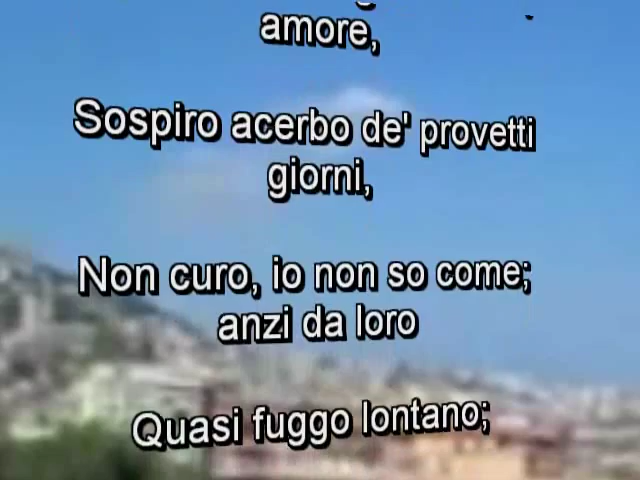 amore,
Sospiro acerbo de' provetti
giorni,
Non curo, io non so come;
anzi da loro
Quasi fuggo lontano;